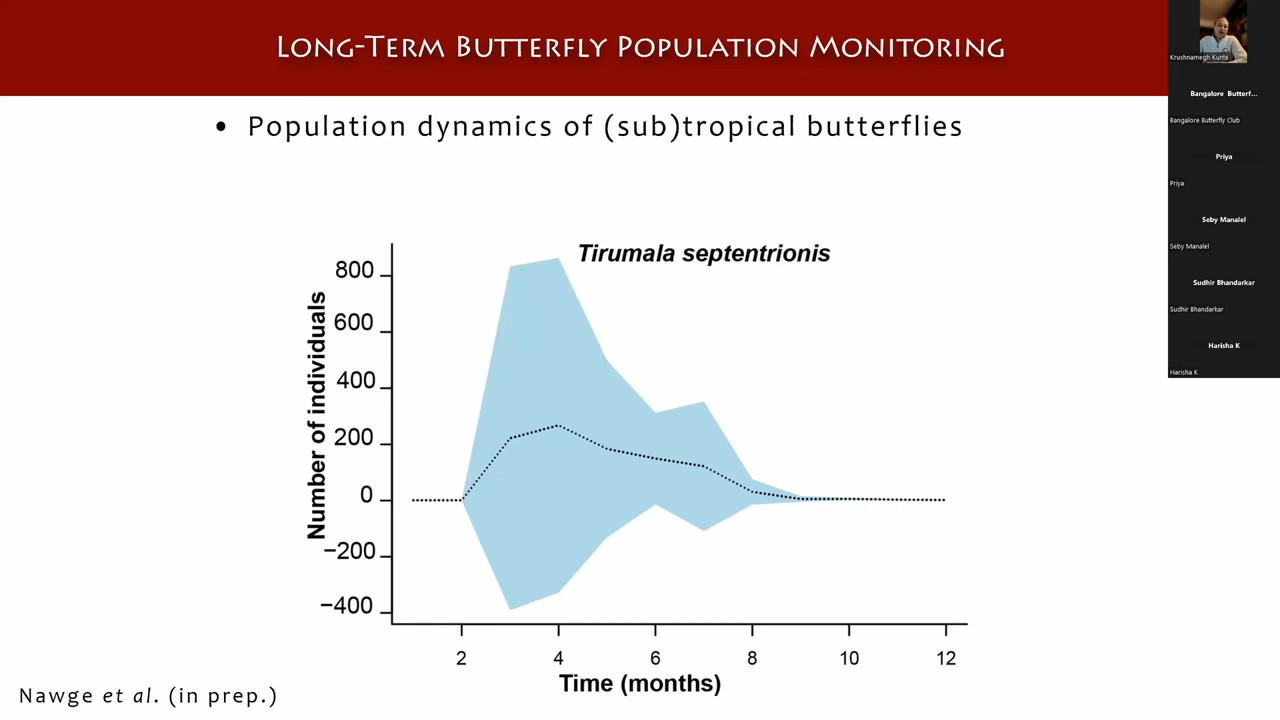 Long-Term Butterfly Population Monitoring
• Population dynamics of (sub)tropical butterflies
Tirumala septentrionis
Number of individuals
800
600
400
200
0
−200
−400
2 4 6 8 10 12
Time (months)
Nawge et al. (in prep.)
Krushnamegh Kunte
Bangalore Butterf...
Bangalore Butterfly Club
Priya
Priya
Seby Manalel
Seby Manalel
Sudhir Bhandarkar
Sudhir Bhandarkar
Harisha K
Harisha K